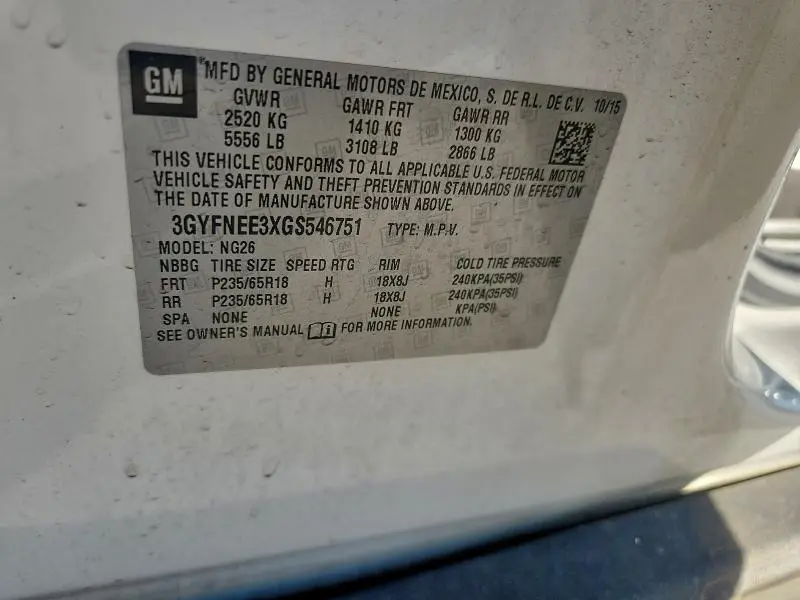 GM
®MFD BY GENERAL MOTORS DE MEXICO, S. DE R.L. DE C.V. 10/15
GVWR GAWR FRT GAWR RR
2520 KG 1410 KG 1300 KG
5556 LB 3108 LB 2866 LB
THIS VEHICLE CONFORMS TO ALL APPLICABLE U.S. FEDERAL MOTOR
VEHICLE SAFETY AND THEFT PREVENTION STANDARDS IN EFFECT ON
THE DATE OF MANUFACTURE SHOWN ABOVE.
3GYFNEE3XGS546751 TYPE: M.P.V.
MODEL: NG26
NBBG TIRE SIZE SPEED RTG RIM COLD TIRE PRESSURE
FRT P235/65R18 H 18X8J 240KPA(35PSI)
RR P235/65R18 H 18X8J 240KPA(35PSI)
SPA NONE NONE KPA(PSI)
SEE OWNER'S MANUAL FOR MORE INFORMATION.